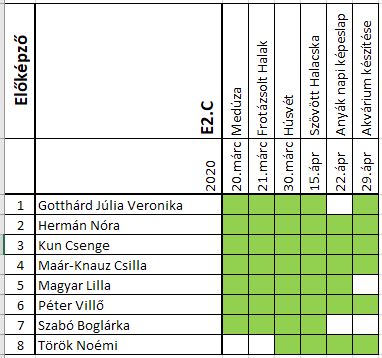 Előképző
E2.C
2020
20.márc Medúza
21.márc Frotázsolt Halak
30.márc Húsvét
15.ápr Szövött Halacska
22.ápr Anyák napi képeslap
29.ápr Akvárium készítése
1 Gotthárd Júlia Veronika
2 Hermán Nóra
3 Kun Csenge
4 Maár-Knauz Csilla
5 Magyar Lilla
6 Péter Villő
7 Szabó Boglárka
8 Török Noémi